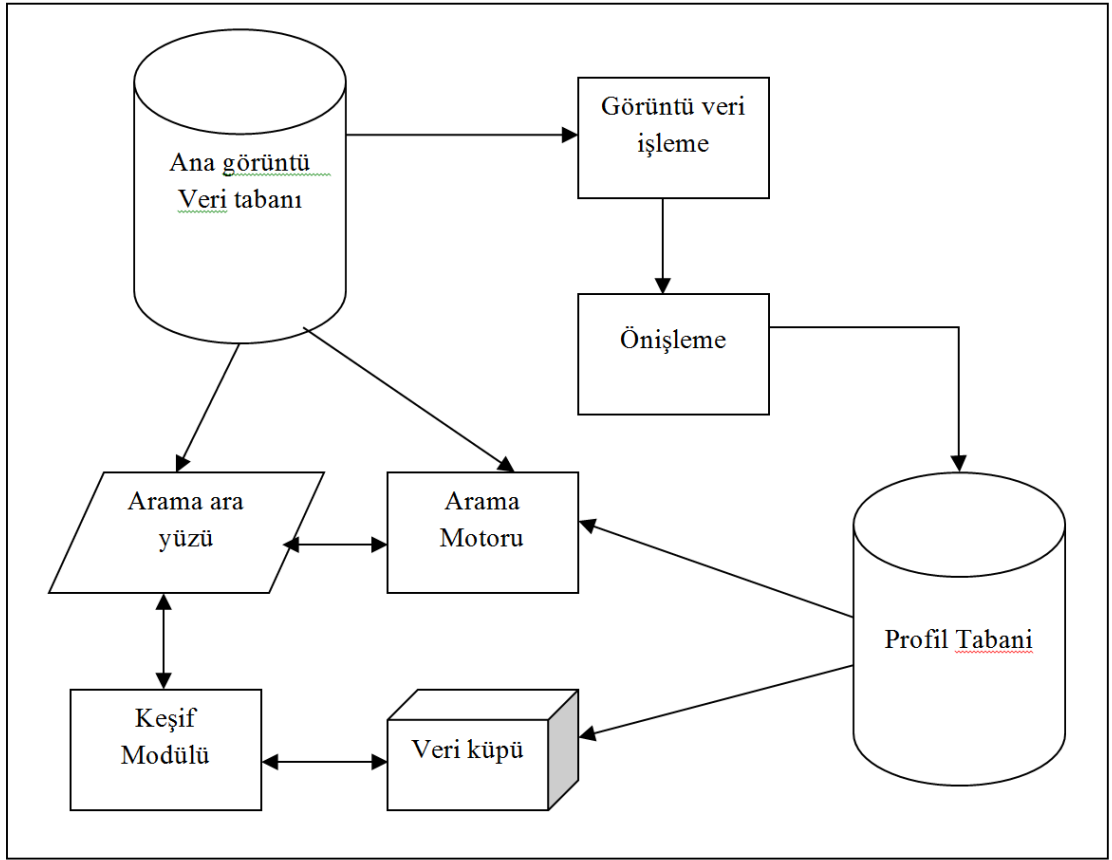 Ana görüntü
Veri tabanı
Görüntü veri
işleme
Önişleme
Arama ara
yüzü
Arama
Motoru
Profil Tabani
Keşif
Modülü
Veri küpü